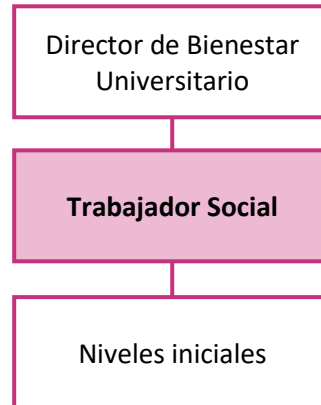 Director de Bienestar
Universitario
Trabajador Social
Niveles iniciales